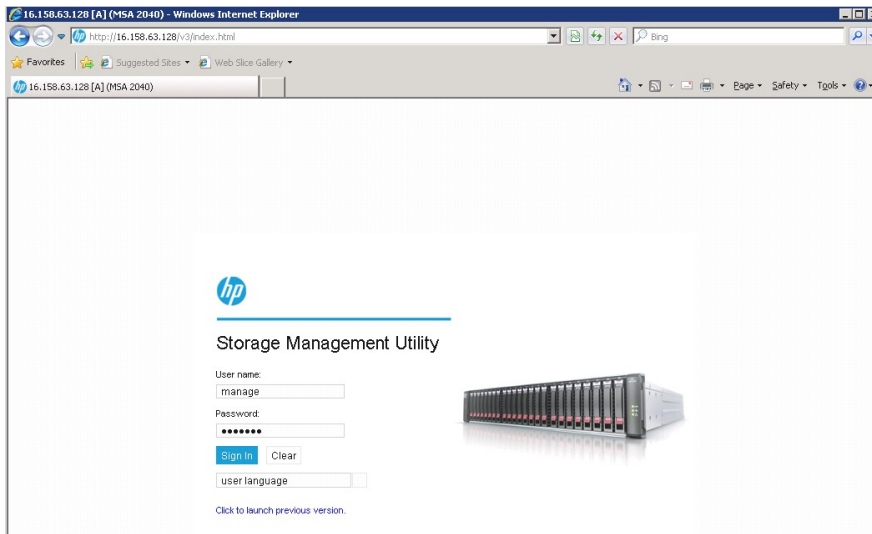 16.158.63.128 [A] (MSA 2040) - Windows Internet Explorer
http://16.158.63.128/v3/index.html
Bing
Favorites Suggested Sites Web Slice Gallery
16.158.63.128 [A] (MSA 2040)
Page Safety Tools
hp
Storage Management Utility
User name:
manage
Password:
•••••••
Sign In Clear
user language
Click to launch previous version.